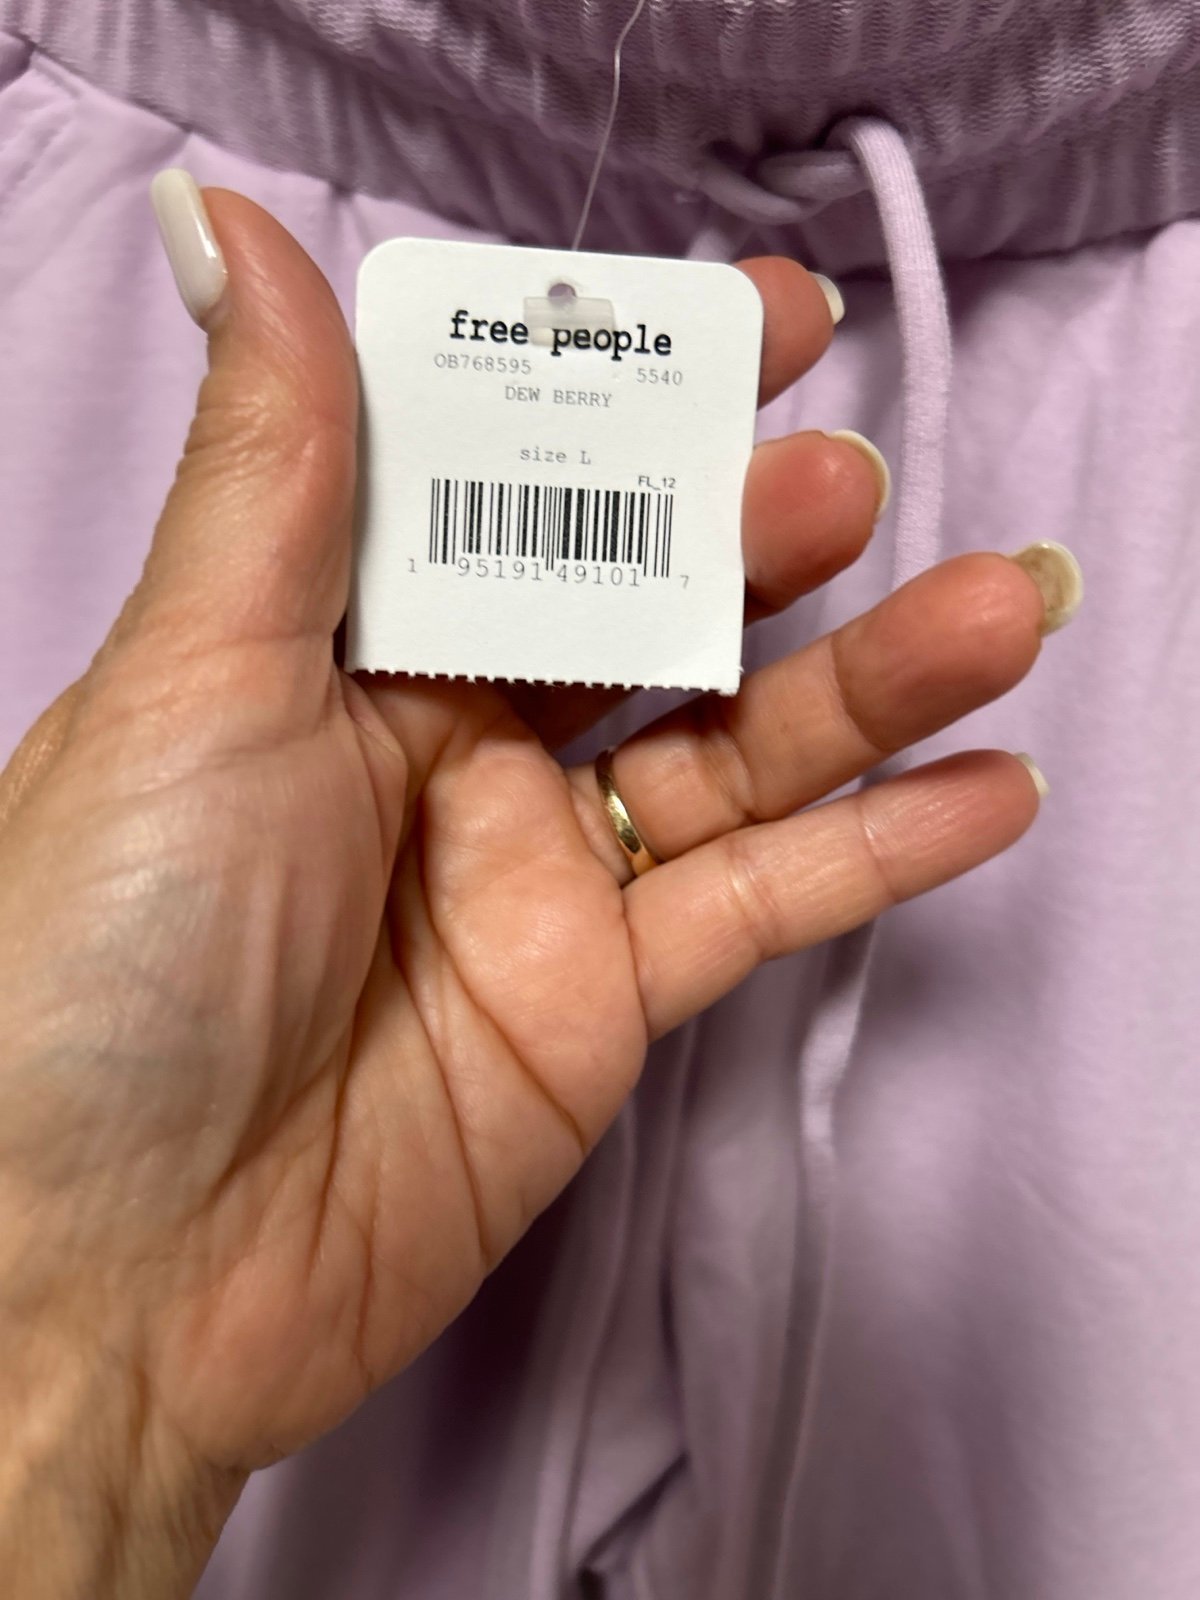 free people
OB768595 5540
DEW BERRY
size L
FL_12
1 95191 49101 7